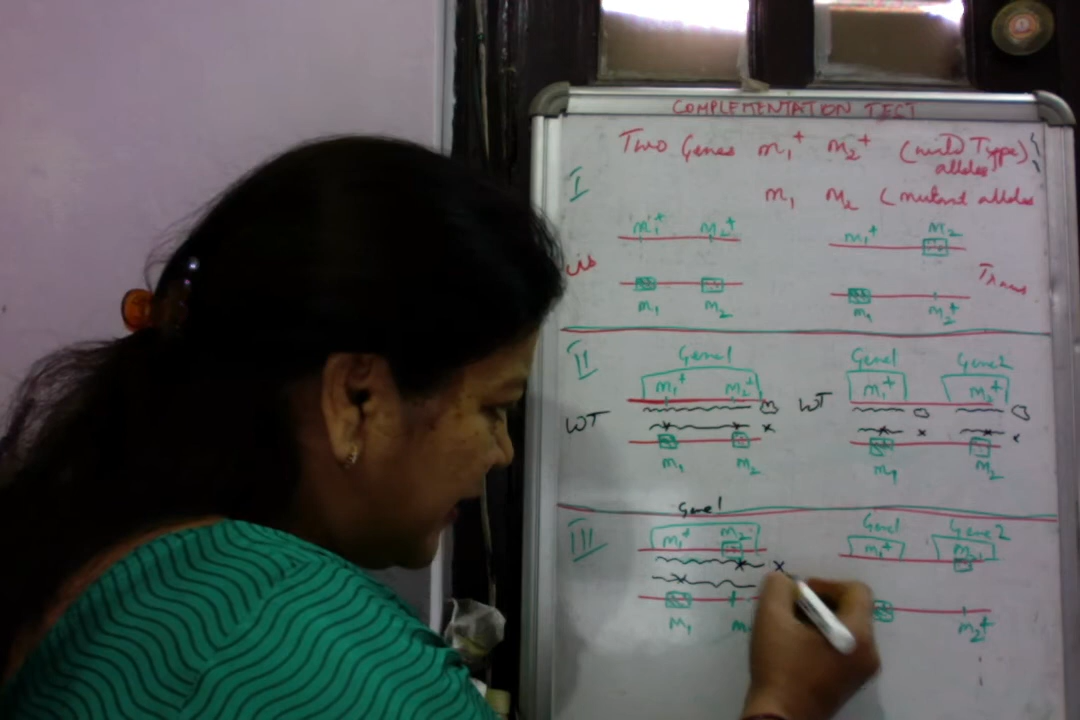 COMPLEMENTATION TEST
Two Genes m₁⁺ m₂⁺ (wild Type)
alleles
I
m₁ m₂ (mutant alleles
m₁⁺ m₂⁺ m₁⁺ m₂
cis Trans
m₁ m₂ m₁ m₂⁺
II Gene1 Gene1 Gene2
m₁⁺ m₂⁺ m₁⁺ m₂⁺
WT x WT x x
m₁ m₂ m₁ m₂
Gene1
III Gene1 Gene2
m₁⁺ m₂ m₁⁺ m₂
x
m₁ m₂⁺